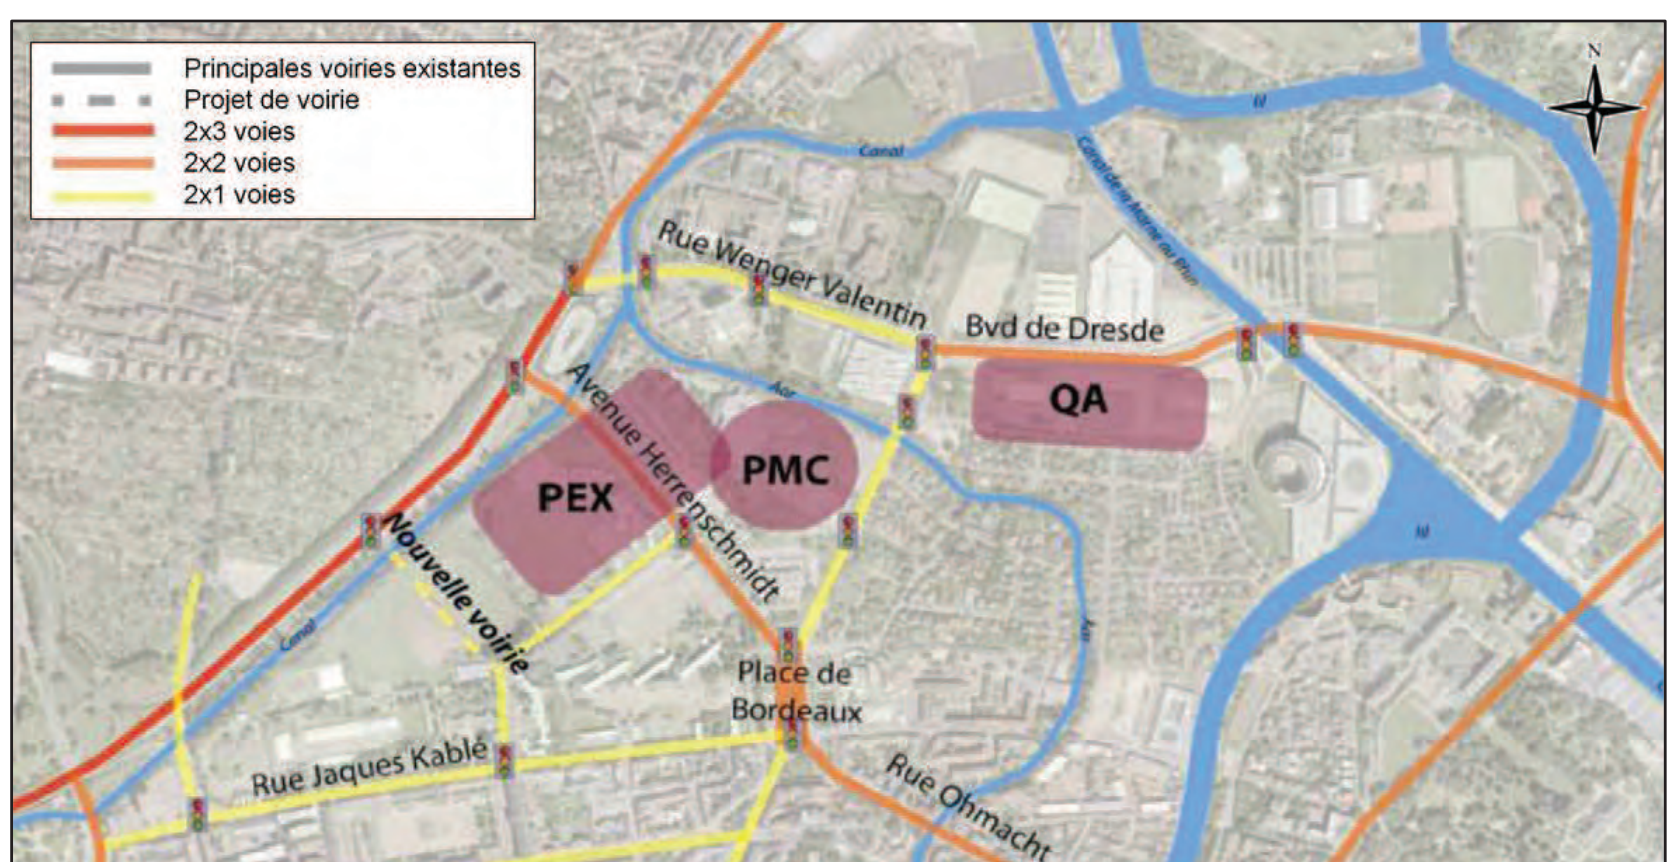 Principales voiries existantes
Projet de voirie
2x3 voies
2x2 voies
2x1 voies
N
Ill
Canal
Canal de la Marne au Rhin
Rue Wenger Valentin
Bvd de Dresde
Avenue Herrenschmidt
Aar
QA
PMC
PEX
Nouvelle voirie
Ill
Canal
Aar
Place de
Bordeaux
Rue Jaques Kablé
Rue Ohmacht